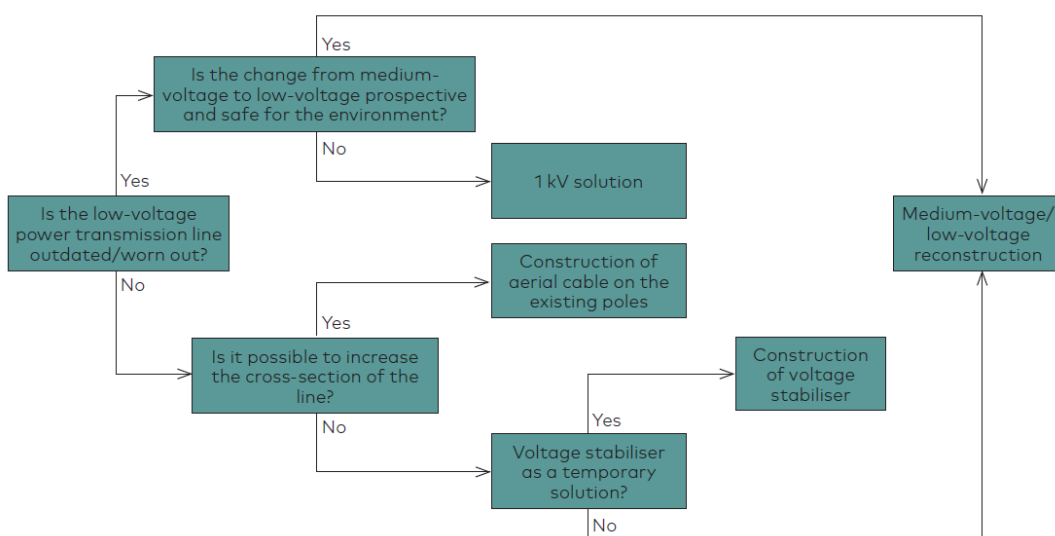 Yes
Is the change from medium-
voltage to low-voltage prospective
and safe for the environment?
No
1 kV solution
Yes
Is the low-voltage
power transmission line
outdated/worn out?
No
Medium-voltage/
low-voltage
reconstruction
Construction of
aerial cable on the
existing poles
Yes
Is it possible to increase
the cross-section of the
line?
No
Construction
of voltage
stabiliser
Yes
Voltage stabiliser
as a temporary
solution?
No